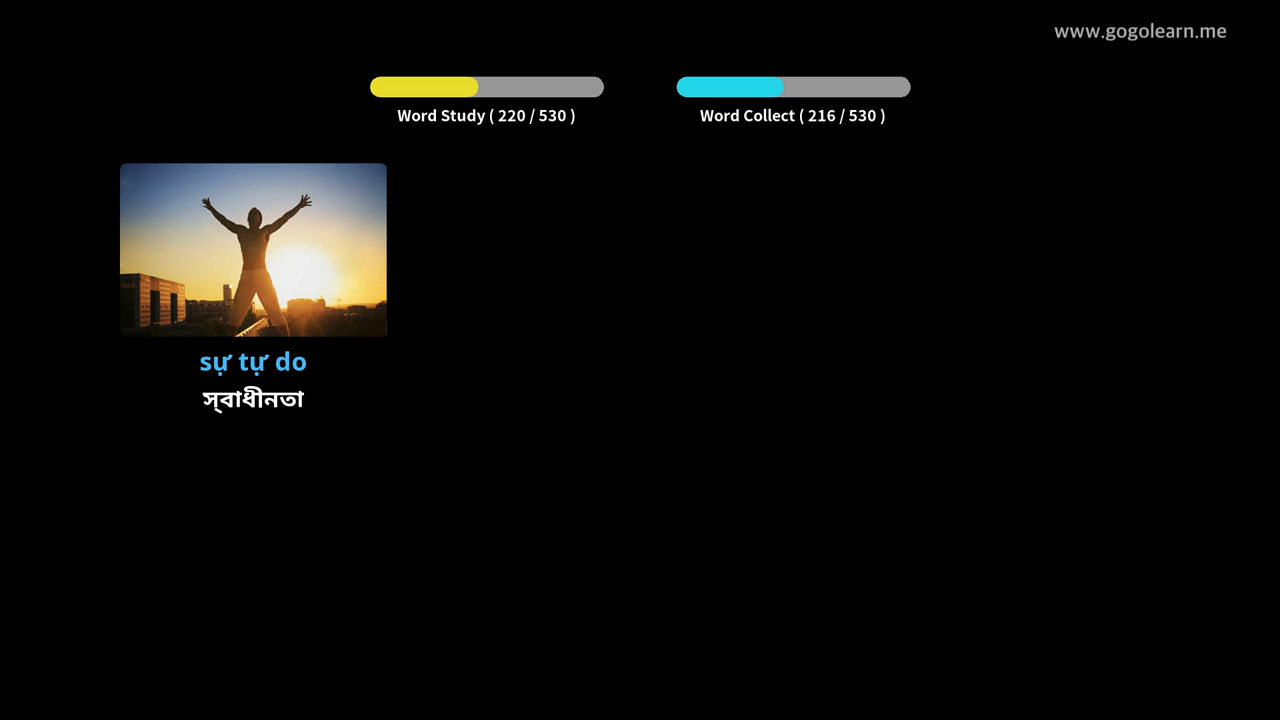 www.gogolearn.me
Word Study ( 220 / 530 )
Word Collect ( 216 / 530 )
sự tự do
স্বাধীনতা